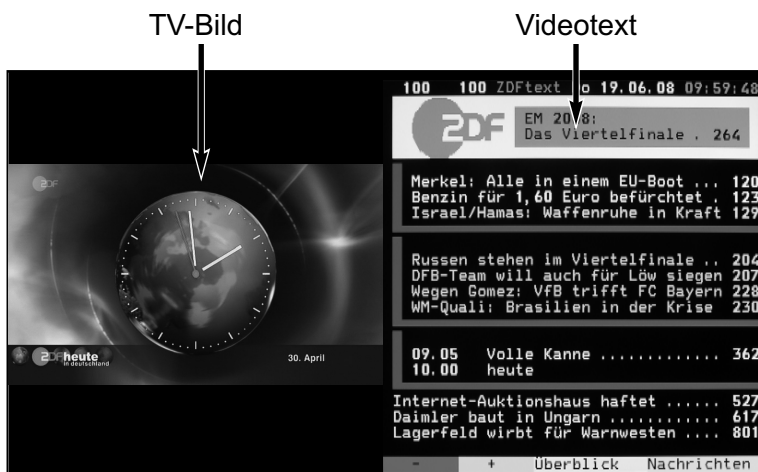 TV-Bild
Videotext
ZDF
ZDF heute
in deutschland
30. April
100 100 ZDFtext Do 19.06.08 09:59:48
ZDF
EM 2008:
Das Viertelfinale . 264
Merkel: Alle in einem EU-Boot ... 120
Benzin für 1,60 Euro befürchtet . 123
Israel/Hamas: Waffenruhe in Kraft 129
Russen stehen im Viertelfinale .. 204
DFB-Team will auch für Löw siegen 207
Wegen Gomez: VfB trifft FC Bayern 228
WM-Quali: Brasilien in der Krise 230
09.05 Volle Kanne ............. 362
10.00 heute
Internet-Auktionshaus haftet ...... 527
Daimler baut in Ungarn ............ 617
Lagerfeld wirbt für Warnwesten .... 801
- + Überblick Nachrichten